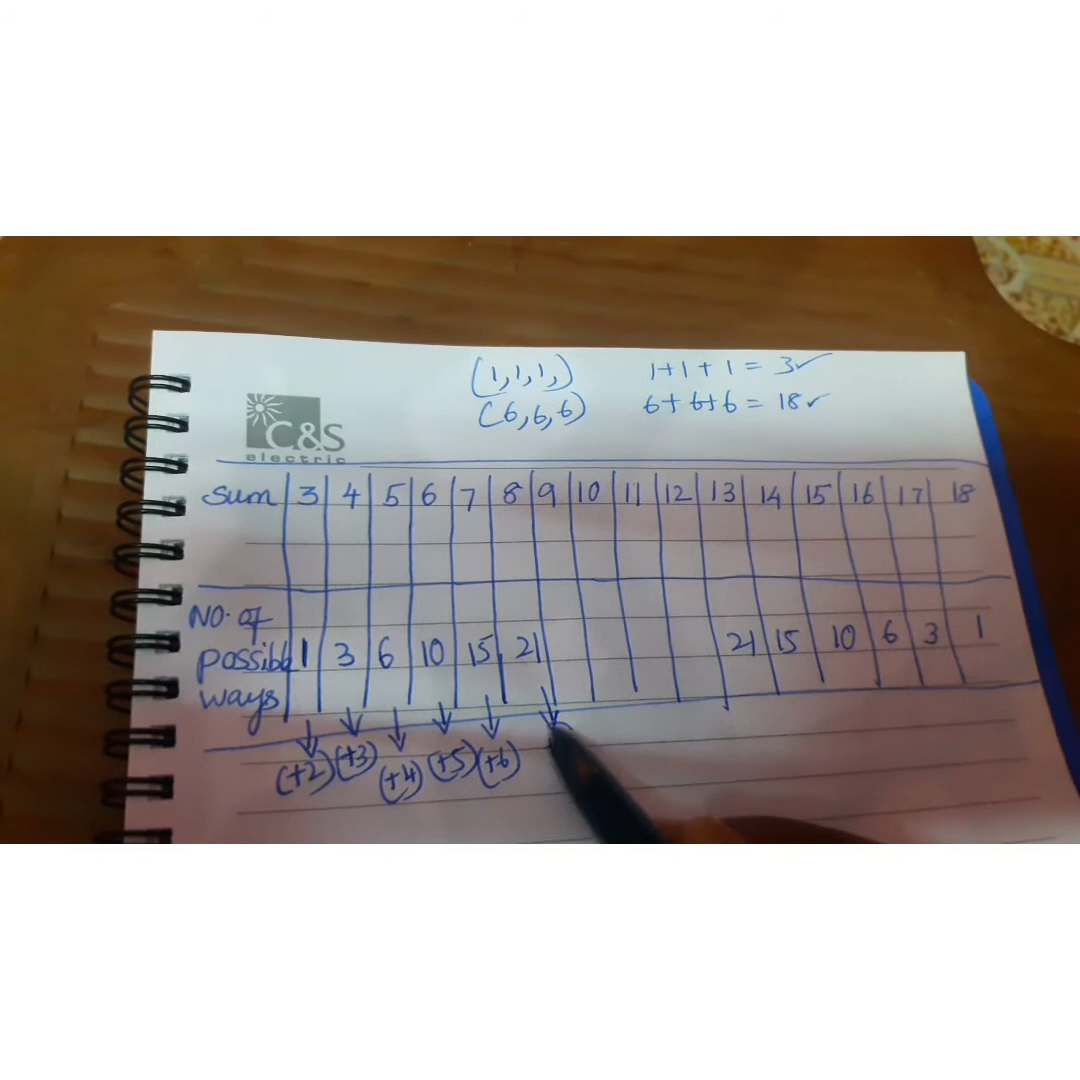 (1,1,1,) 1+1+1 = 3✓
(6,6,6) 6+6+6 = 18✓
C&S
electric
Sum 3 4 5 6 7 8 9 10 11 12 13 14 15 16 17 18
NO. of
possible 1 3 6 10 15 21 21 15 10 6 3 1
ways
(+2) (+3) (+4) (+5) (+6)